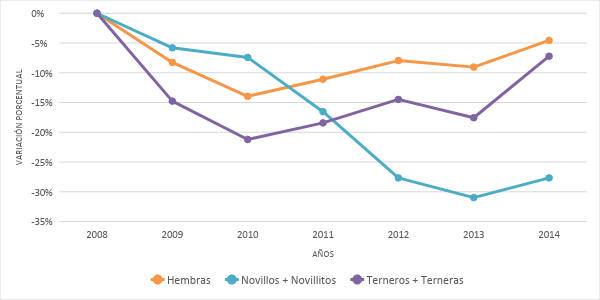 0%
-5%
-10%
-15%
-20%
-25%
-30%
-35%
VARIACIÓN PORCENTUAL
2008 2009 2010 2011 2012 2013 2014
AÑOS
Hembras Novillos + Novillitos Terneros + Terneras